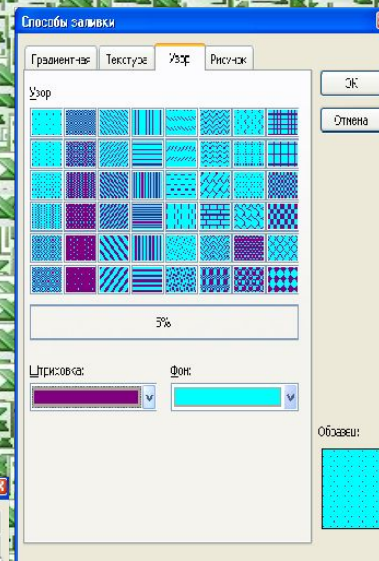 Способы заливки
Градиентная Текстура Узор Рисунок
ОК
Узор
Отмена
5%
Штриховка: Фон:
Образец: